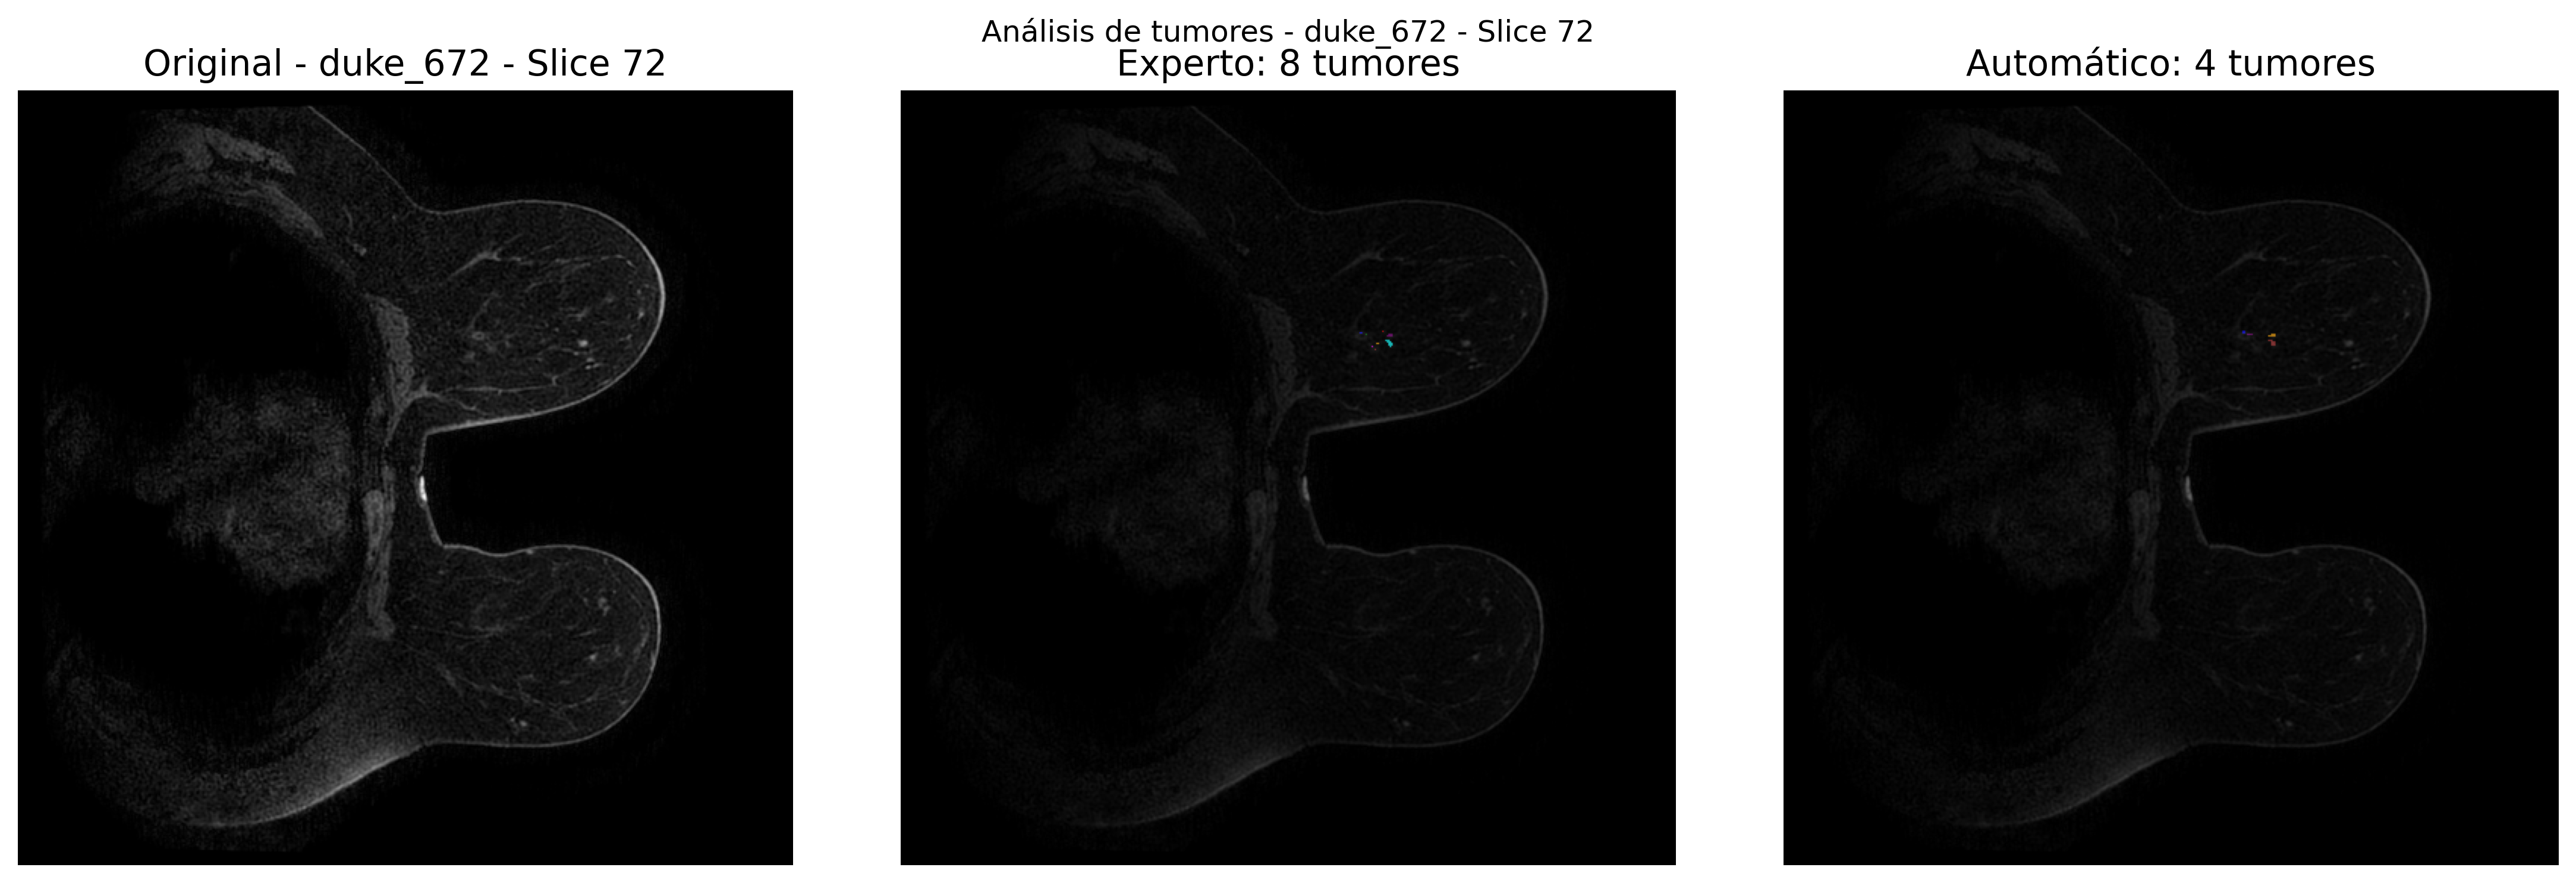 Análisis de tumores - duke_672 - Slice 72
Original - duke_672 - Slice 72
Experto: 8 tumores
Automático: 4 tumores